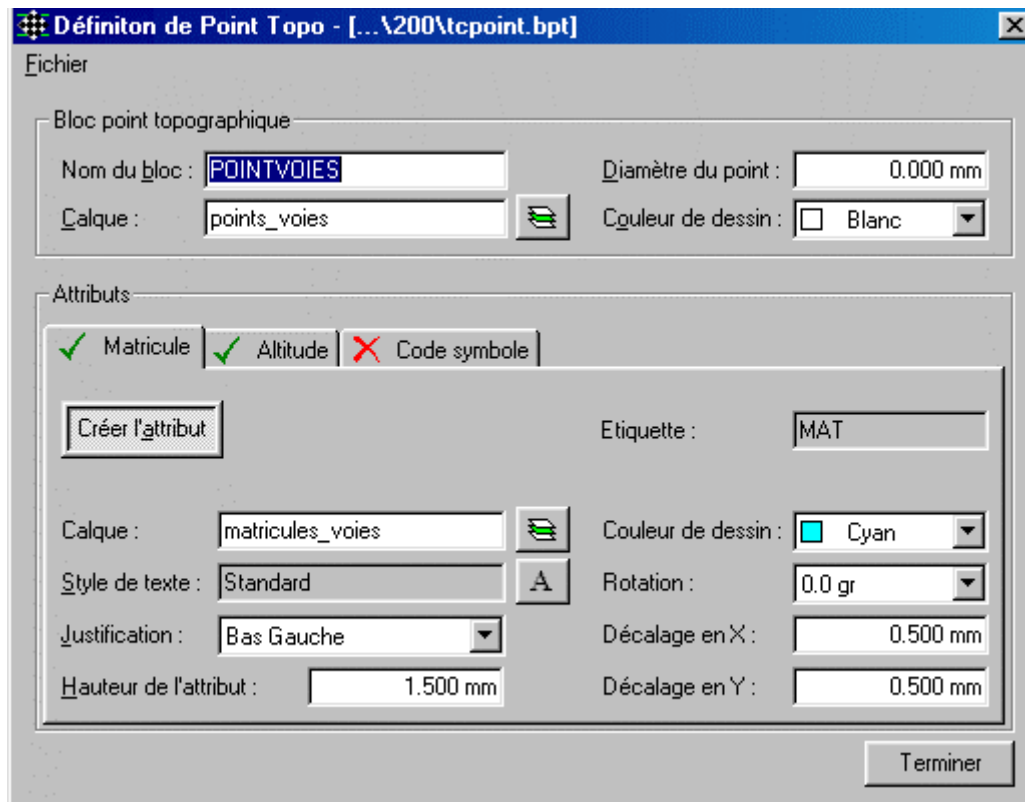 Définiton de Point Topo - [...\200\tcpoint.bpt]
Fichier
Bloc point topographique
Nom du bloc : POINTVOIES Diamètre du point : 0.000 mm
Calque : points_voies Couleur de dessin : Blanc
Attributs
Matricule Altitude Code symbole
Créer l'attribut Etiquette : MAT
Calque : matricules_voies Couleur de dessin : Cyan
Style de texte : Standard A Rotation : 0.0 gr
Justification : Bas Gauche Décalage en X : 0.500 mm
Hauteur de l'attribut : 1.500 mm Décalage en Y : 0.500 mm
Terminer